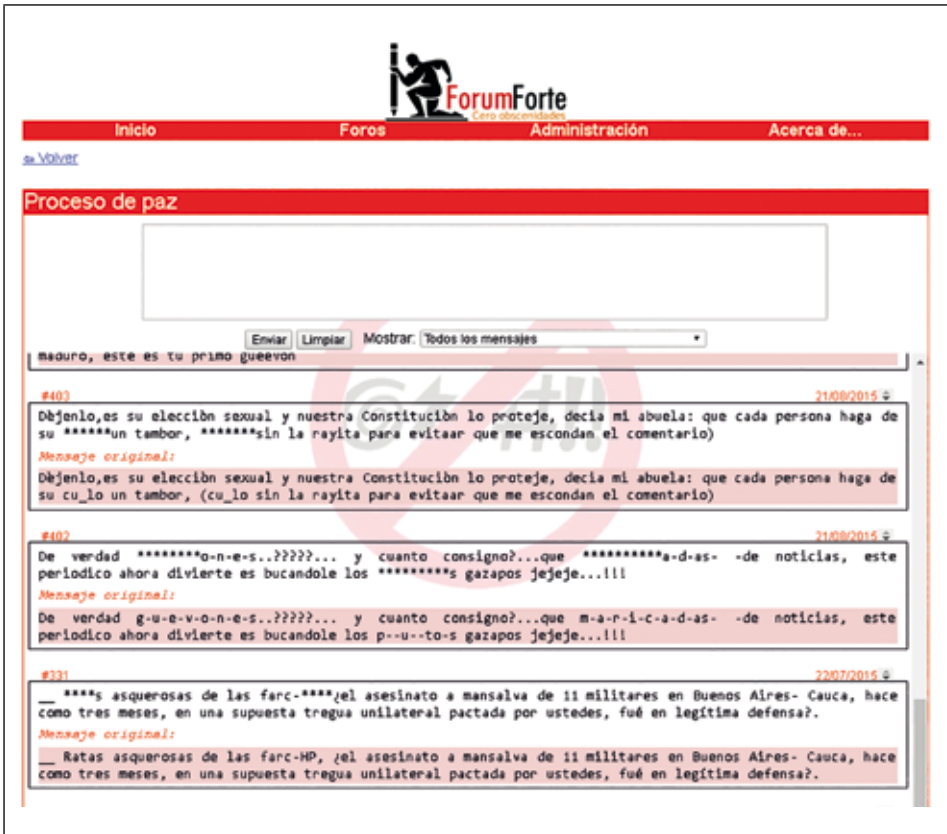 ForumForte
Cero obscenidades
Inicio Foros Administración Acerca de...
⇦ Volver
Proceso de paz
Enviar Limpiar Mostrar: Todos los mensajes
maduro, este es tu primo gueevon
#403 21/08/2015
Dèjenlo,es su elecciòn sexual y nuestra Constituciòn lo proteje, decia mi abuela: que cada persona haga de
su ******un tambor, *******sin la rayita para evitaar que me escondan el comentario)
Mensaje original:
Dèjenlo,es su elecciòn sexual y nuestra Constituciòn lo proteje, decia mi abuela: que cada persona haga de
su cu_lo un tambor, (cu_lo sin la rayita para evitaar que me escondan el comentario)
#402 21/08/2015
De verdad ********o-n-e-s..?????... y cuanto consigno?...que **********a-d-as- -de noticias, este
periodico ahora divierte es bucandole los *********s gazapos jejeje...!!!
Mensaje original:
De verdad g-u-e-v-o-n-e-s..?????... y cuanto consigno?...que m-a-r-i-c-a-d-as- -de noticias, este
periodico ahora divierte es bucandole los p--u--to-s gazapos jejeje...!!!
#331 22/07/2015
__ ****s asquerosas de las farc-****¿el asesinato a mansalva de 11 militares en Buenos Aires- Cauca, hace
como tres meses, en una supuesta tregua unilateral pactada por ustedes, fué en legítima defensa?.
Mensaje original:
__ Ratas asquerosas de las farc-HP, ¿el asesinato a mansalva de 11 militares en Buenos Aires- Cauca, hace
como tres meses, en una supuesta tregua unilateral pactada por ustedes, fué en legítima defensa?.